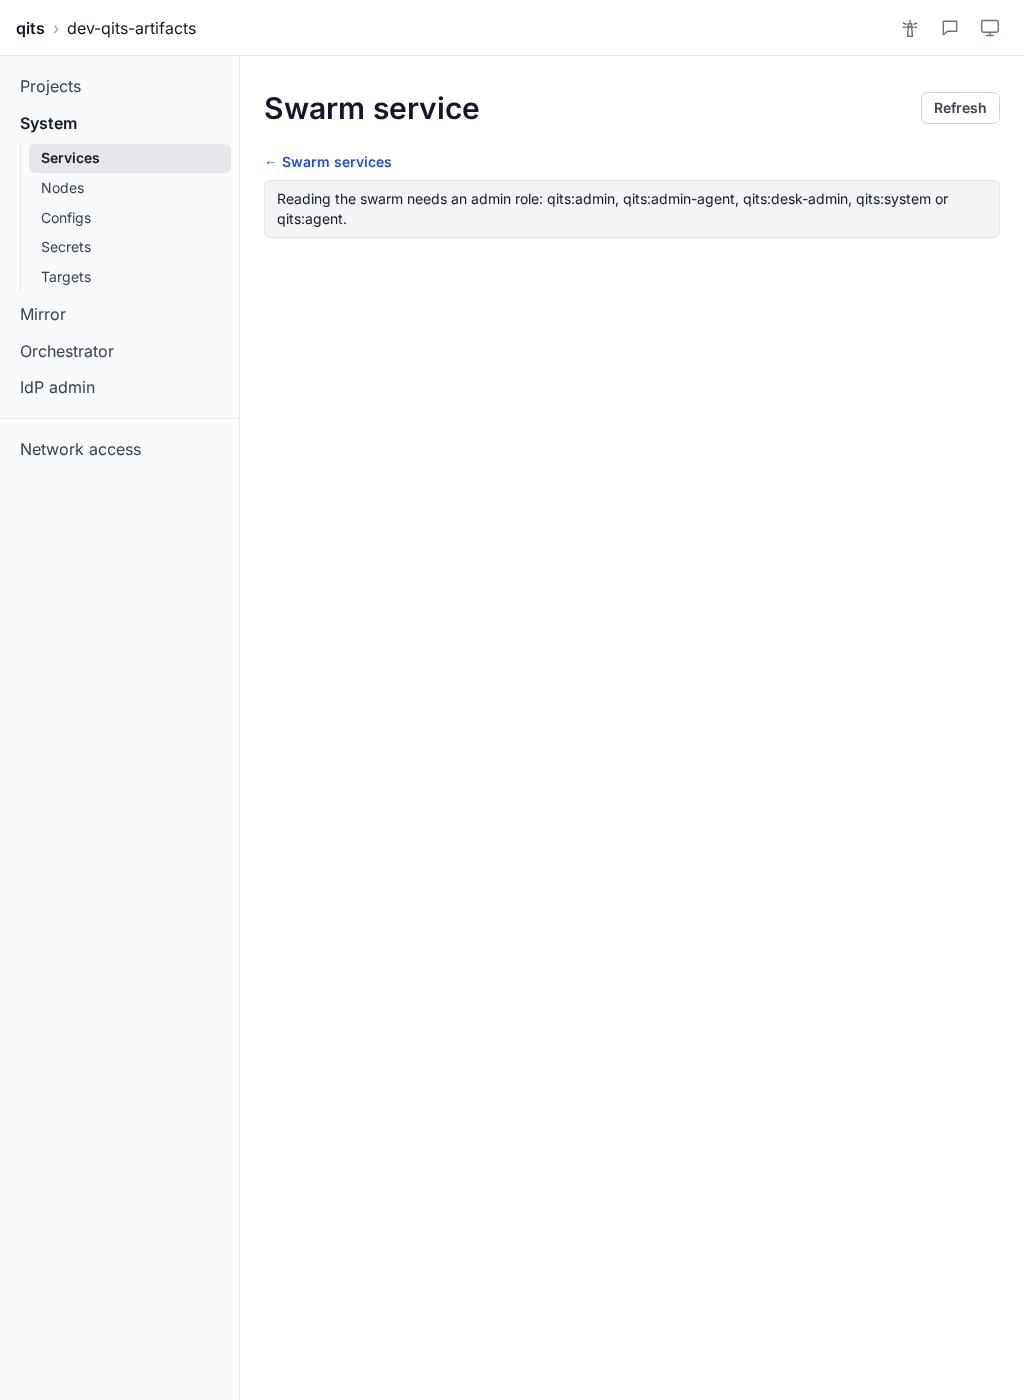 qits › dev-qits-artifacts
Projects
System
Services
Nodes
Configs
Secrets
Targets
Mirror
Orchestrator
IdP admin
Network access
Swarm service
Refresh
← Swarm services
Reading the swarm needs an admin role: qits:admin, qits:admin-agent, qits:desk-admin, qits:system or
qits:agent.